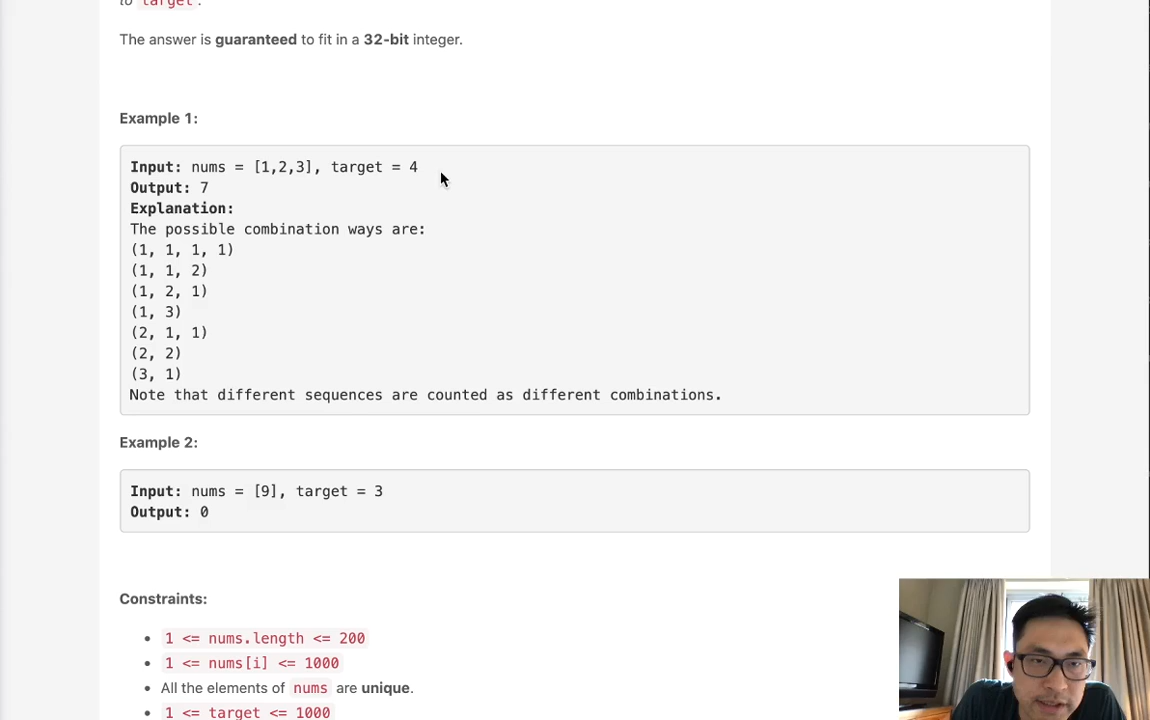 to target.
The answer is guaranteed to fit in a 32-bit integer.
Example 1:
Input: nums = [1,2,3], target = 4
Output: 7
Explanation:
The possible combination ways are:
(1, 1, 1, 1)
(1, 1, 2)
(1, 2, 1)
(1, 3)
(2, 1, 1)
(2, 2)
(3, 1)
Note that different sequences are counted as different combinations.
Example 2:
Input: nums = [9], target = 3
Output: 0
Constraints:
• 1 <= nums.length <= 200
• 1 <= nums[i] <= 1000
• All the elements of nums are unique.
• 1 <= target <= 1000